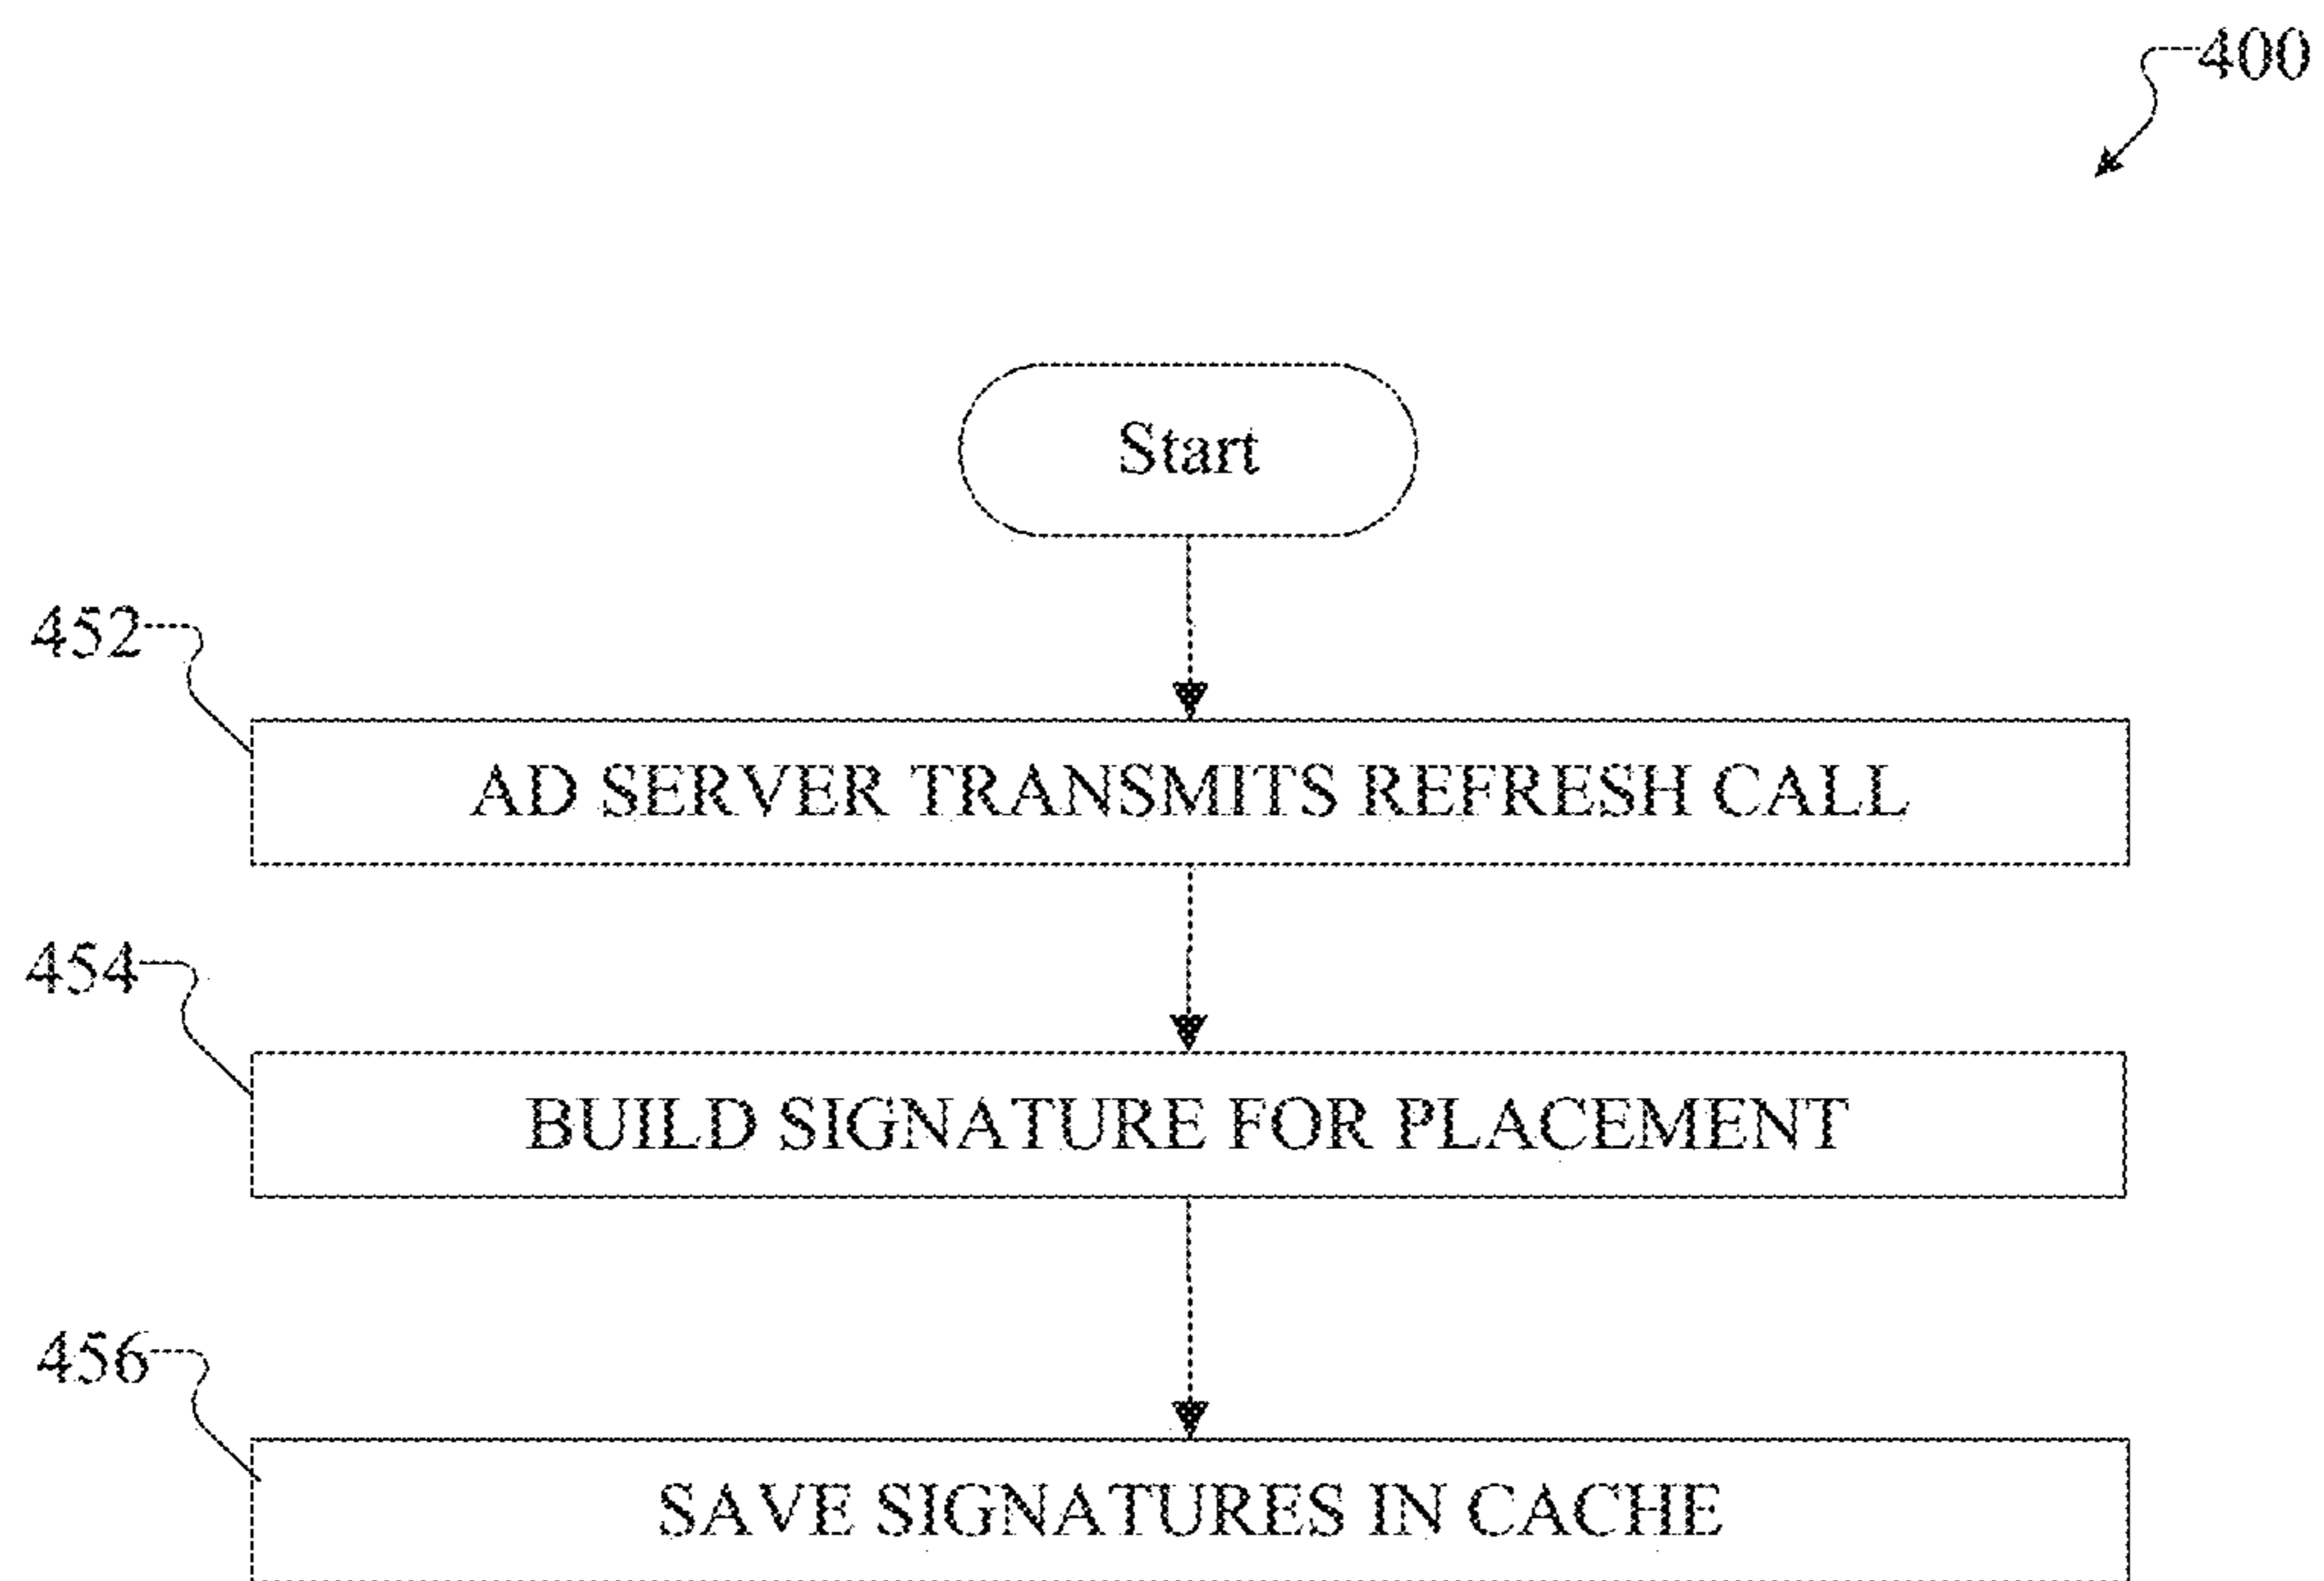 400
Start
452
AD SERVER TRANSMITS REFRESH CALL
454
BUILD SIGNATURE FOR PLACEMENT
456
SAVE SIGNATURES IN CACHE